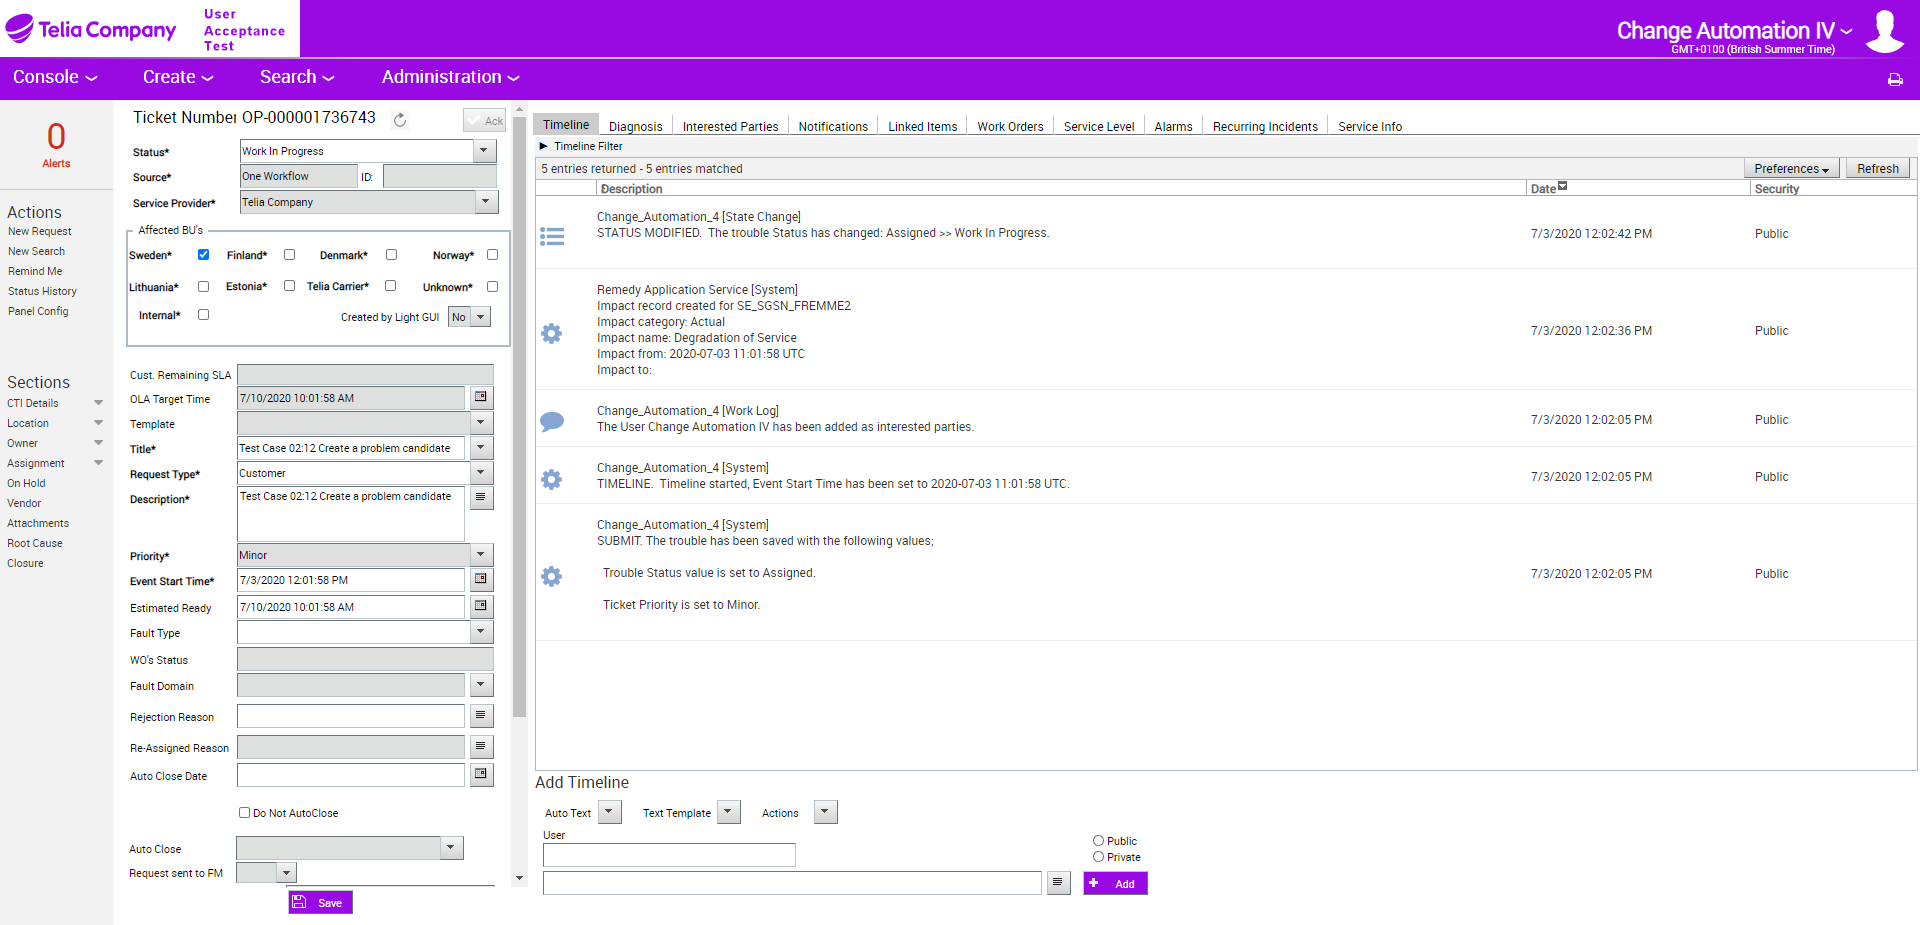 Telia Company
User
Acceptance
Test
Change Automation IV
GMT+0100 (British Summer Time)
Console
Create
Search
Administration
0
Alerts
Actions
New Request
New Search
Remind Me
Status History
Panel Config
Sections
CTI Details
Location
Owner
Assignment
On Hold
Vendor
Attachments
Root Cause
Closure
Ticket Number OP-000001736743
Ack
Status* Work In Progress
Source* One Workflow ID:
Service Provider* Telia Company
Affected BU's
Sweden* Finland* Denmark* Norway*
Lithuania* Estonia* Telia Carrier* Unknown*
Internal* Created by Light GUI No
Cust. Remaining SLA
OLA Target Time 7/10/2020 10:01:58 AM
Template
Title* Test Case 02:12 Create a problem candidate
Request Type* Customer
Description* Test Case 02:12 Create a problem candidate
Priority* Minor
Event Start Time* 7/3/2020 12:01:58 PM
Estimated Ready 7/10/2020 10:01:58 AM
Fault Type
WO's Status
Fault Domain
Rejection Reason
Re-Assigned Reason
Auto Close Date
Do Not AutoClose
Auto Close
Request sent to FM
Save
Timeline Diagnosis Interested Parties Notifications Linked Items Work Orders Service Level Alarms Recurring Incidents Service Info
Timeline Filter
5 entries returned - 5 entries matched Preferences Refresh
Description Date Security
Change_Automation_4 [State Change]
STATUS MODIFIED. The trouble Status has changed: Assigned >> Work In Progress.
7/3/2020 12:02:42 PM Public
Remedy Application Service [System]
Impact record created for SE_SGSN_FREMME2
Impact category: Actual
Impact name: Degradation of Service
Impact from: 2020-07-03 11:01:58 UTC
Impact to:
7/3/2020 12:02:36 PM Public
Change_Automation_4 [Work Log]
The User Change Automation IV has been added as interested parties.
7/3/2020 12:02:05 PM Public
Change_Automation_4 [System]
TIMELINE. Timeline started, Event Start Time has been set to 2020-07-03 11:01:58 UTC.
7/3/2020 12:02:05 PM Public
Change_Automation_4 [System]
SUBMIT. The trouble has been saved with the following values;
Trouble Status value is set to Assigned.
Ticket Priority is set to Minor.
7/3/2020 12:02:05 PM Public
Add Timeline
Auto Text Text Template Actions
User
Public
Private
Add